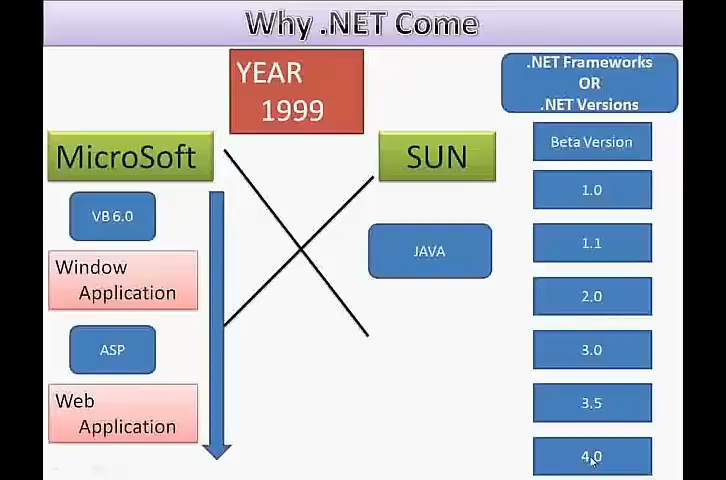 Why .NET Come
YEAR
1999
MicroSoft
SUN
VB 6.0
Window
Application
ASP
Web
Application
JAVA
.NET Frameworks
OR
.NET Versions
Beta Version
1.0
1.1
2.0
3.0
3.5
4.0